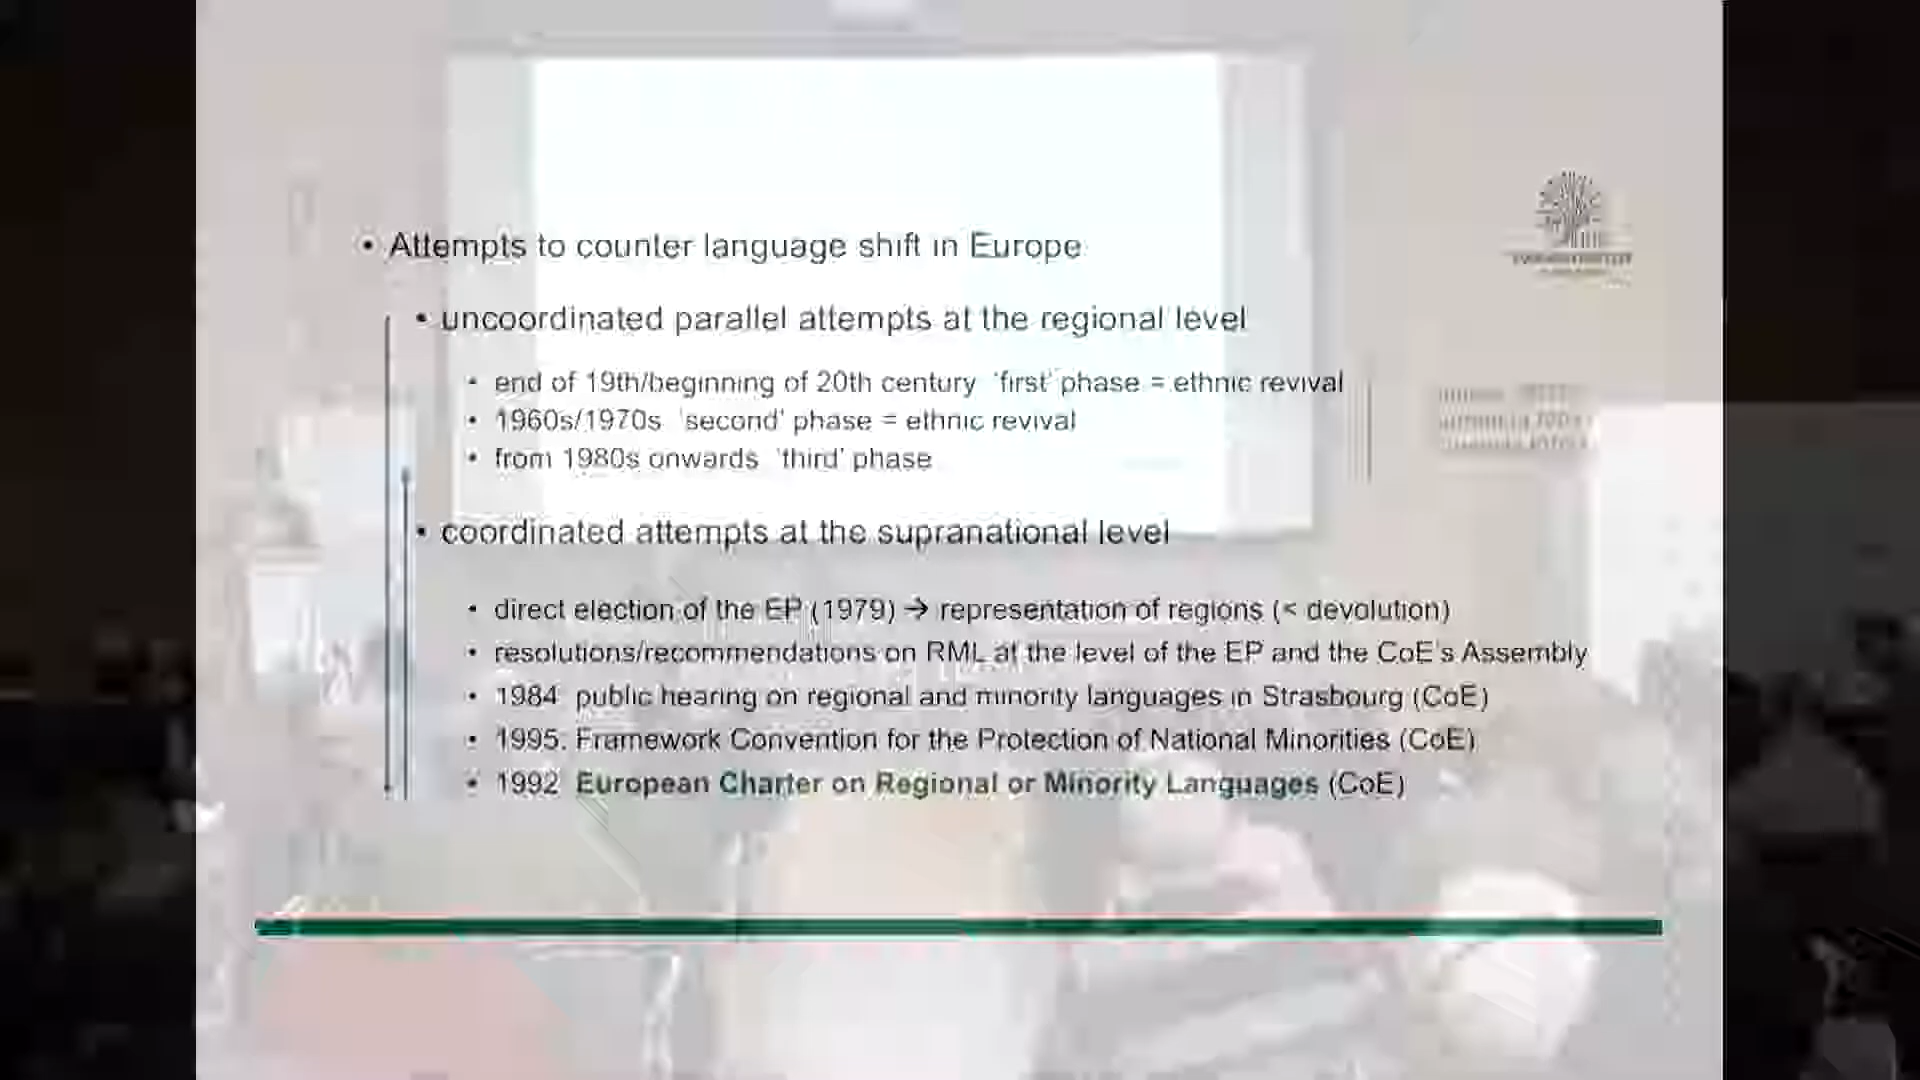 • Attempts to counter language shift in Europe
• uncoordinated parallel attempts at the regional level
• end of 19th/beginning of 20th century 'first' phase = ethnic revival
• 1960s/1970s 'second' phase = ethnic revival
• from 1980s onwards 'third' phase
• coordinated attempts at the supranational level
• direct election of the EP (1979) → representation of regions (< devolution)
• resolutions/recommendations on RML at the level of the EP and the CoE's Assembly
• 1984 public hearing on regional and minority languages in Strasbourg (CoE)
• 1995: Framework Convention for the Protection of National Minorities (CoE)
• 1992 European Charter on Regional or Minority Languages (CoE)